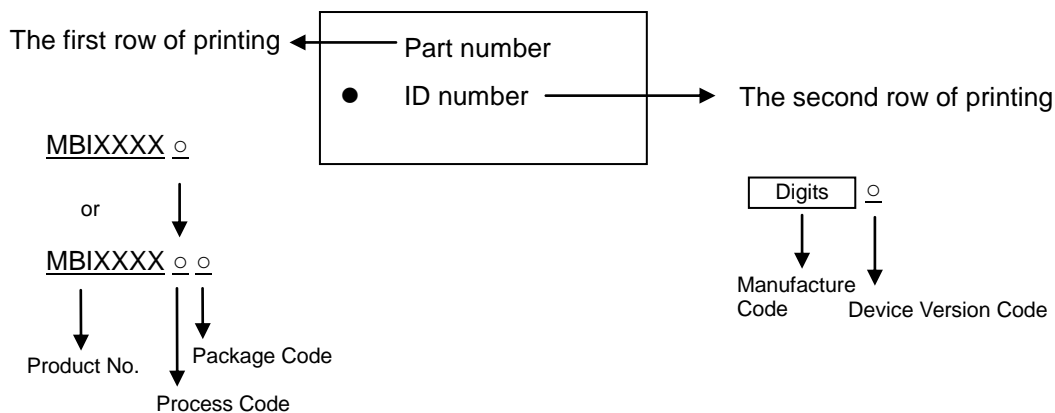 The first row of printing
Part number
● ID number
The second row of printing
MBIXXXX ○
or
MBIXXXX ○ ○
Product No.
Package Code
Process Code
Digits ○
Manufacture
Code
Device Version Code